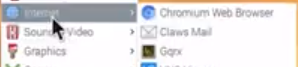 Internet > Chromium Web Browser
Sound & Video > Claws Mail
Graphics > Gqrx